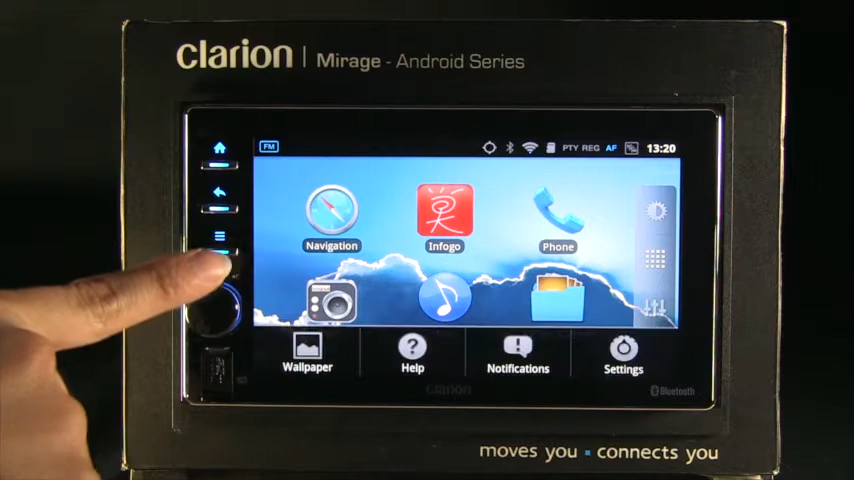 clarion | Mirage - Android Series
FM
PTY REG AF 13:20
Navigation
Infogo
Phone
Wallpaper
Help
Notifications
Settings
clarion
Bluetooth
moves you ▪ connects you